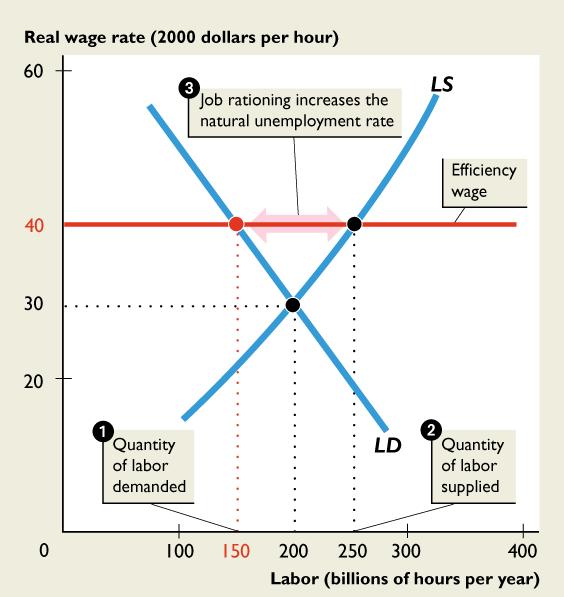 Real wage rate (2000 dollars per hour)
60
LS
3
Job rationing increases the
natural unemployment rate
Efficiency
wage
40
30
20
1
Quantity
of labor
demanded
LD
2
Quantity
of labor
supplied
0
100
150
200
250
300
400
Labor (billions of hours per year)